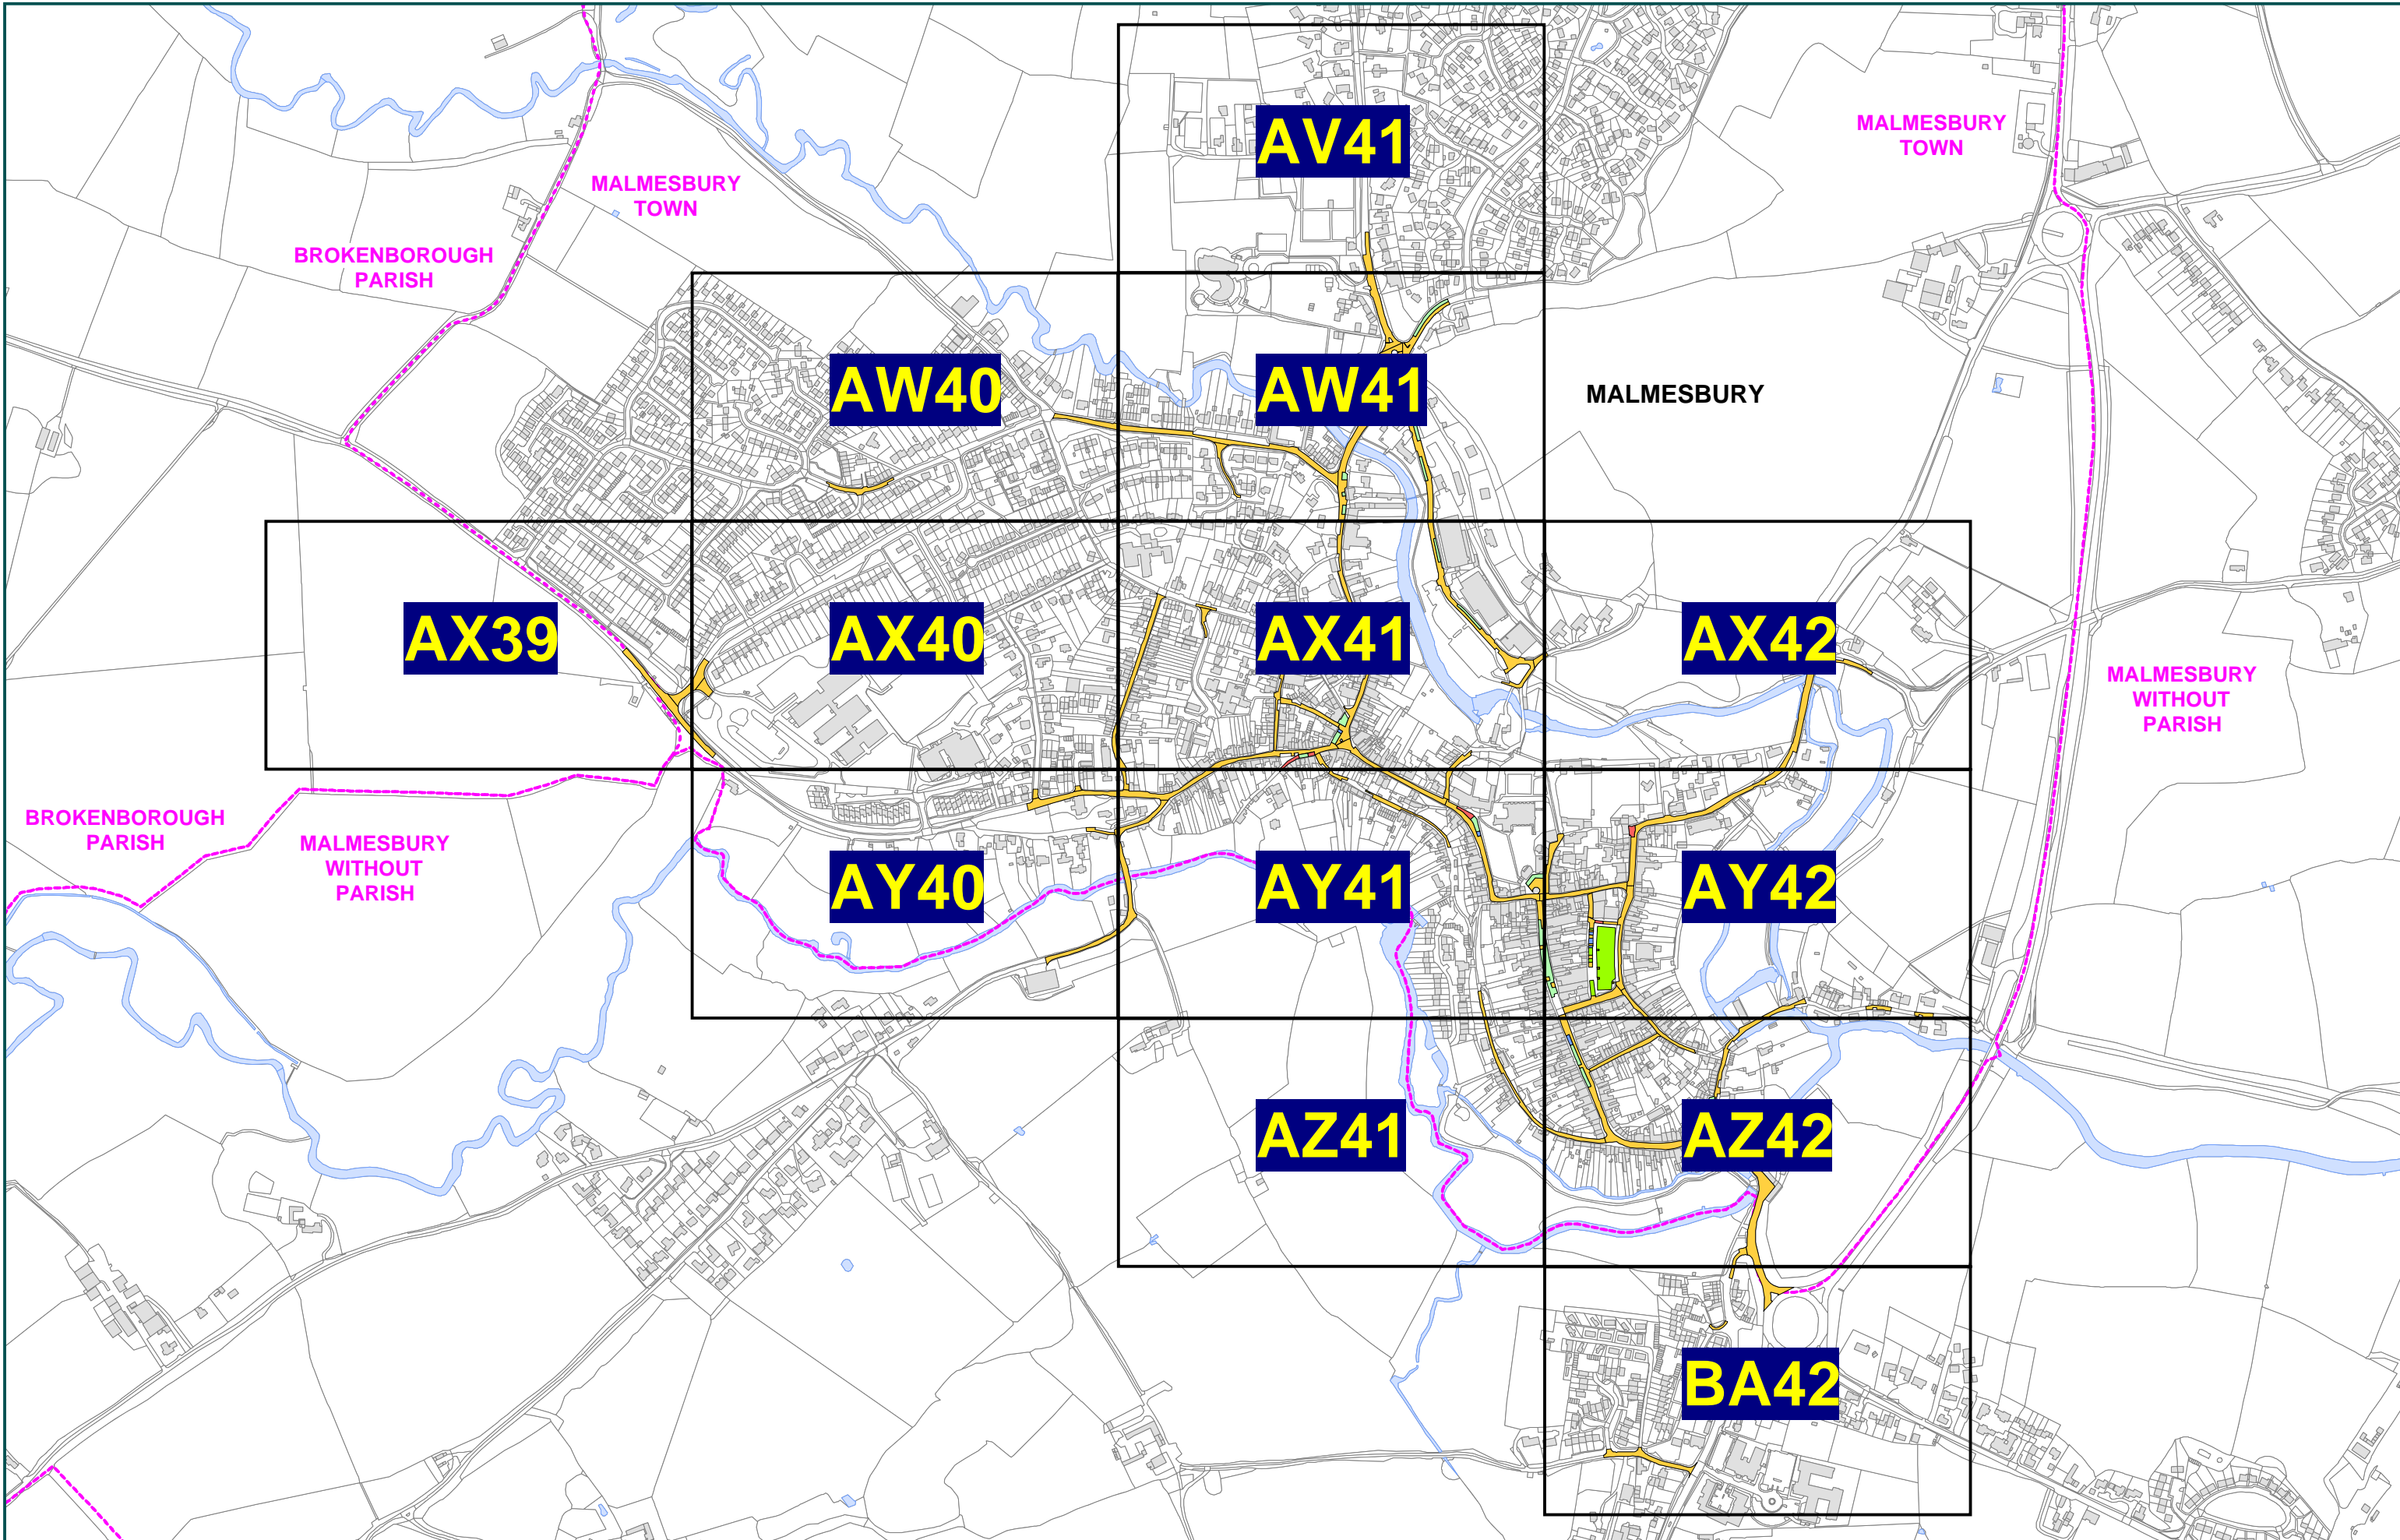 AV41
MALMESBURY
TOWN
MALMESBURY
TOWN
BROKENBOROUGH
PARISH
AW40
AW41
MALMESBURY
AX39
AX40
AX41
AX42
MALMESBURY
WITHOUT
PARISH
BROKENBOROUGH
PARISH
MALMESBURY
WITHOUT
PARISH
AY40
AY41
AY42
AZ41
AZ42
BA42